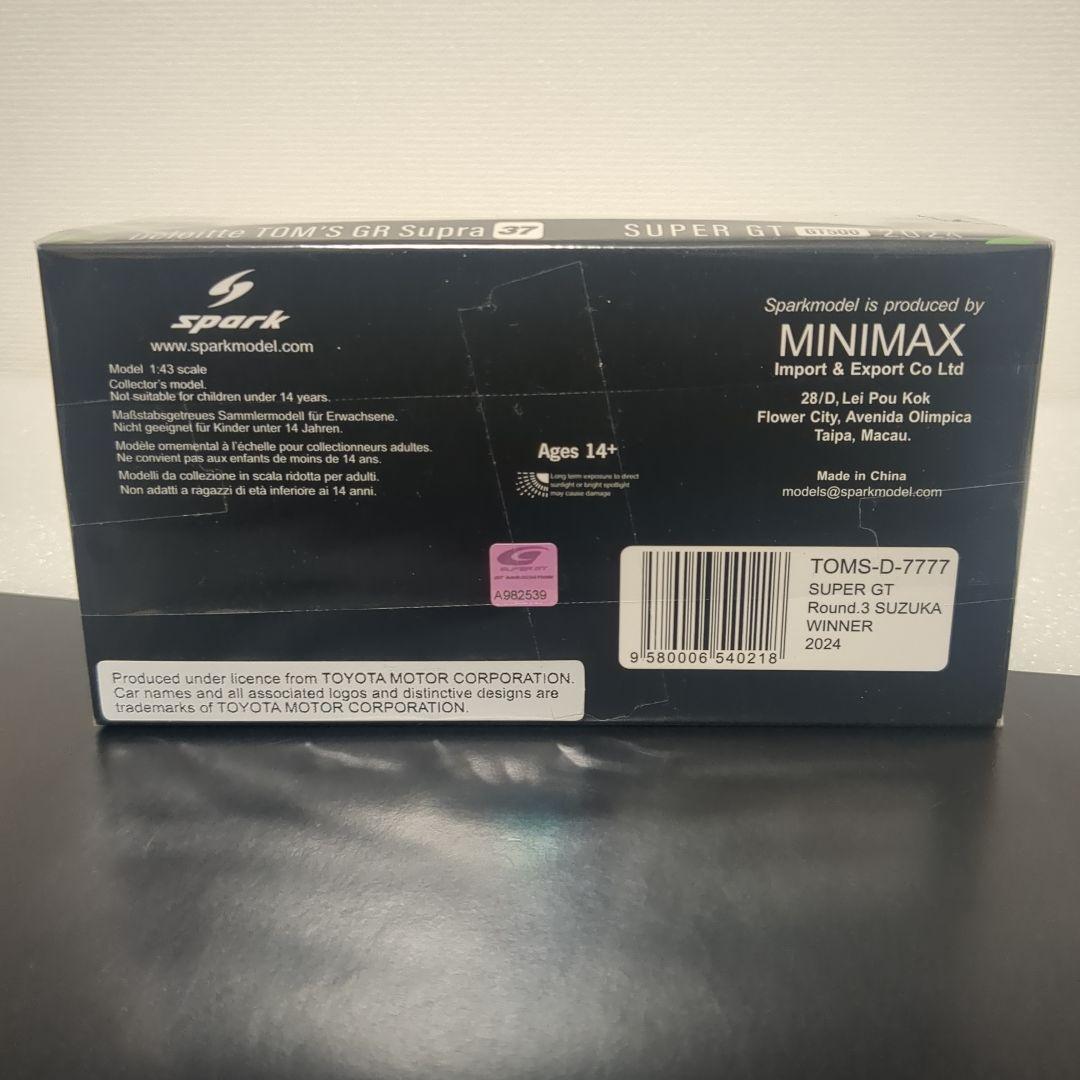 Deloitte TOM'S GR Supra 37
SUPER GT GT500 2024
spark
www.sparkmodel.com
Model 1:43 scale
Collector's model.
Not suitable for children under 14 years.
Maßstabsgetreues Sammlermodell für Erwachsene.
Nicht geeignet für Kinder unter 14 Jahren.
Modèle ornemental à l'échelle pour collectionneurs adultes.
Ne convient pas aux enfants de moins de 14 ans.
Modelli da collezione in scala ridotta per adulti.
Non adatti a ragazzi di età inferiore ai 14 anni.
Ages 14+
Long term exposure to direct
sunlight or bright spotlight
may cause damage
Sparkmodel is produced by
MINIMAX
Import & Export Co Ltd
28/D, Lei Pou Kok
Flower City, Avenida Olimpica
Taipa, Macau.
Made in China
models@sparkmodel.com
SUPER GT
GT ASSOCIATION
A982539
TOMS-D-7777
SUPER GT
Round.3 SUZUKA
WINNER
2024
9 580006 540218
Produced under licence from TOYOTA MOTOR CORPORATION.
Car names and all associated logos and distinctive designs are
trademarks of TOYOTA MOTOR CORPORATION.